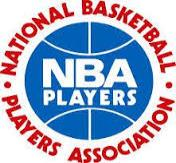 NATIONAL BASKETBALL
NBA
PLAYERS
• PLAYERS ASSOCIATION •